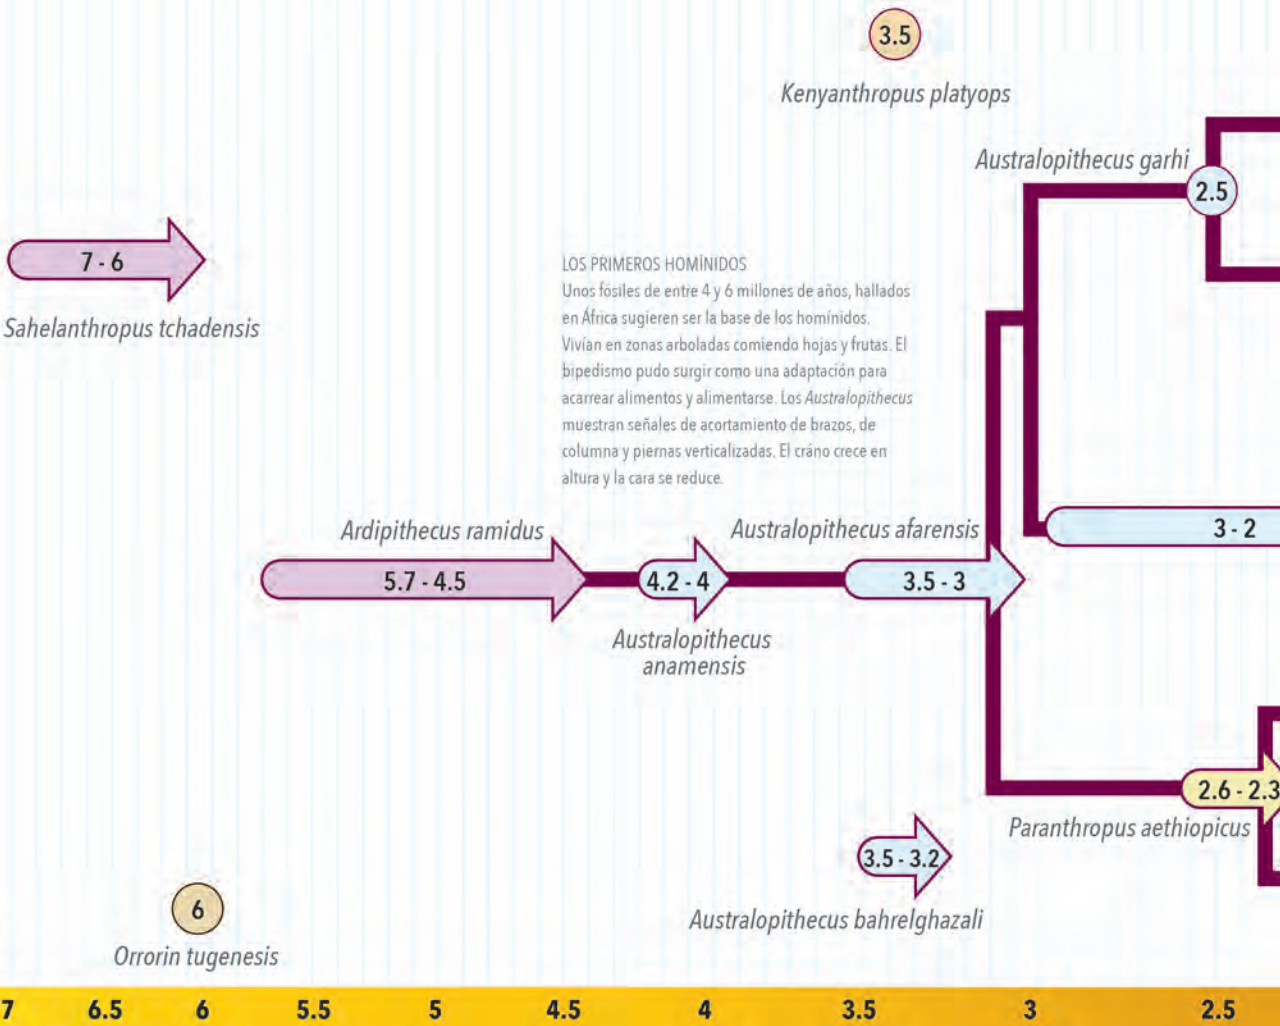 3.5
Kenyanthropus platyops
Australopithecus garhi
2.5
7 - 6
Sahelanthropus tchadensis
LOS PRIMEROS HOMÍNIDOS
Unos fósiles de entre 4 y 6 millones de años, hallados
en África sugieren ser la base de los homínidos.
Vivían en zonas arboladas comiendo hojas y frutas. El
bipedismo pudo surgir como una adaptación para
acarrear alimentos y alimentarse. Los Australopithecus
muestran señales de acortamiento de brazos, de
columna y piernas verticalizadas. El cráno crece en
altura y la cara se reduce.
Ardipithecus ramidus
Australopithecus afarensis
3 - 2
5.7 - 4.5
4.2 - 4
3.5 - 3
Australopithecus
anamensis
2.6 - 2.3
Paranthropus aethiopicus
3.5 - 3.2
Australopithecus bahrelghazali
6
Orrorin tugenesis
7 6.5 6 5.5 5 4.5 4 3.5 3 2.5